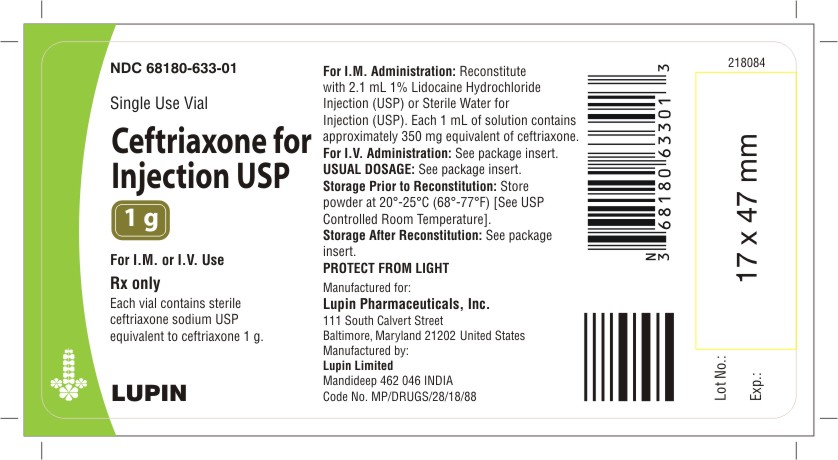 NDC 68180-633-01
Single Use Vial
Ceftriaxone for
Injection USP
1 g
For I.M. or I.V. Use
Rx only
Each vial contains sterile
ceftriaxone sodium USP
equivalent to ceftriaxone 1 g.
LUPIN
For I.M. Administration: Reconstitute
with 2.1 mL 1% Lidocaine Hydrochloride
Injection (USP) or Sterile Water for
Injection (USP). Each 1 mL of solution contains
approximately 350 mg equivalent of ceftriaxone.
For I.V. Administration: See package insert.
USUAL DOSAGE: See package insert.
Storage Prior to Reconstitution: Store
powder at 20°-25°C (68°-77°F) [See USP
Controlled Room Temperature].
Storage After Reconstitution: See package
insert.
PROTECT FROM LIGHT
Manufactured for:
Lupin Pharmaceuticals, Inc.
111 South Calvert Street
Baltimore, Maryland 21202 United States
Manufactured by:
Lupin Limited
Mandideep 462 046 INDIA
Code No. MP/DRUGS/28/18/88
N
3 68180 63301 3
218084
17 x 47 mm
Lot No.:
Exp.: